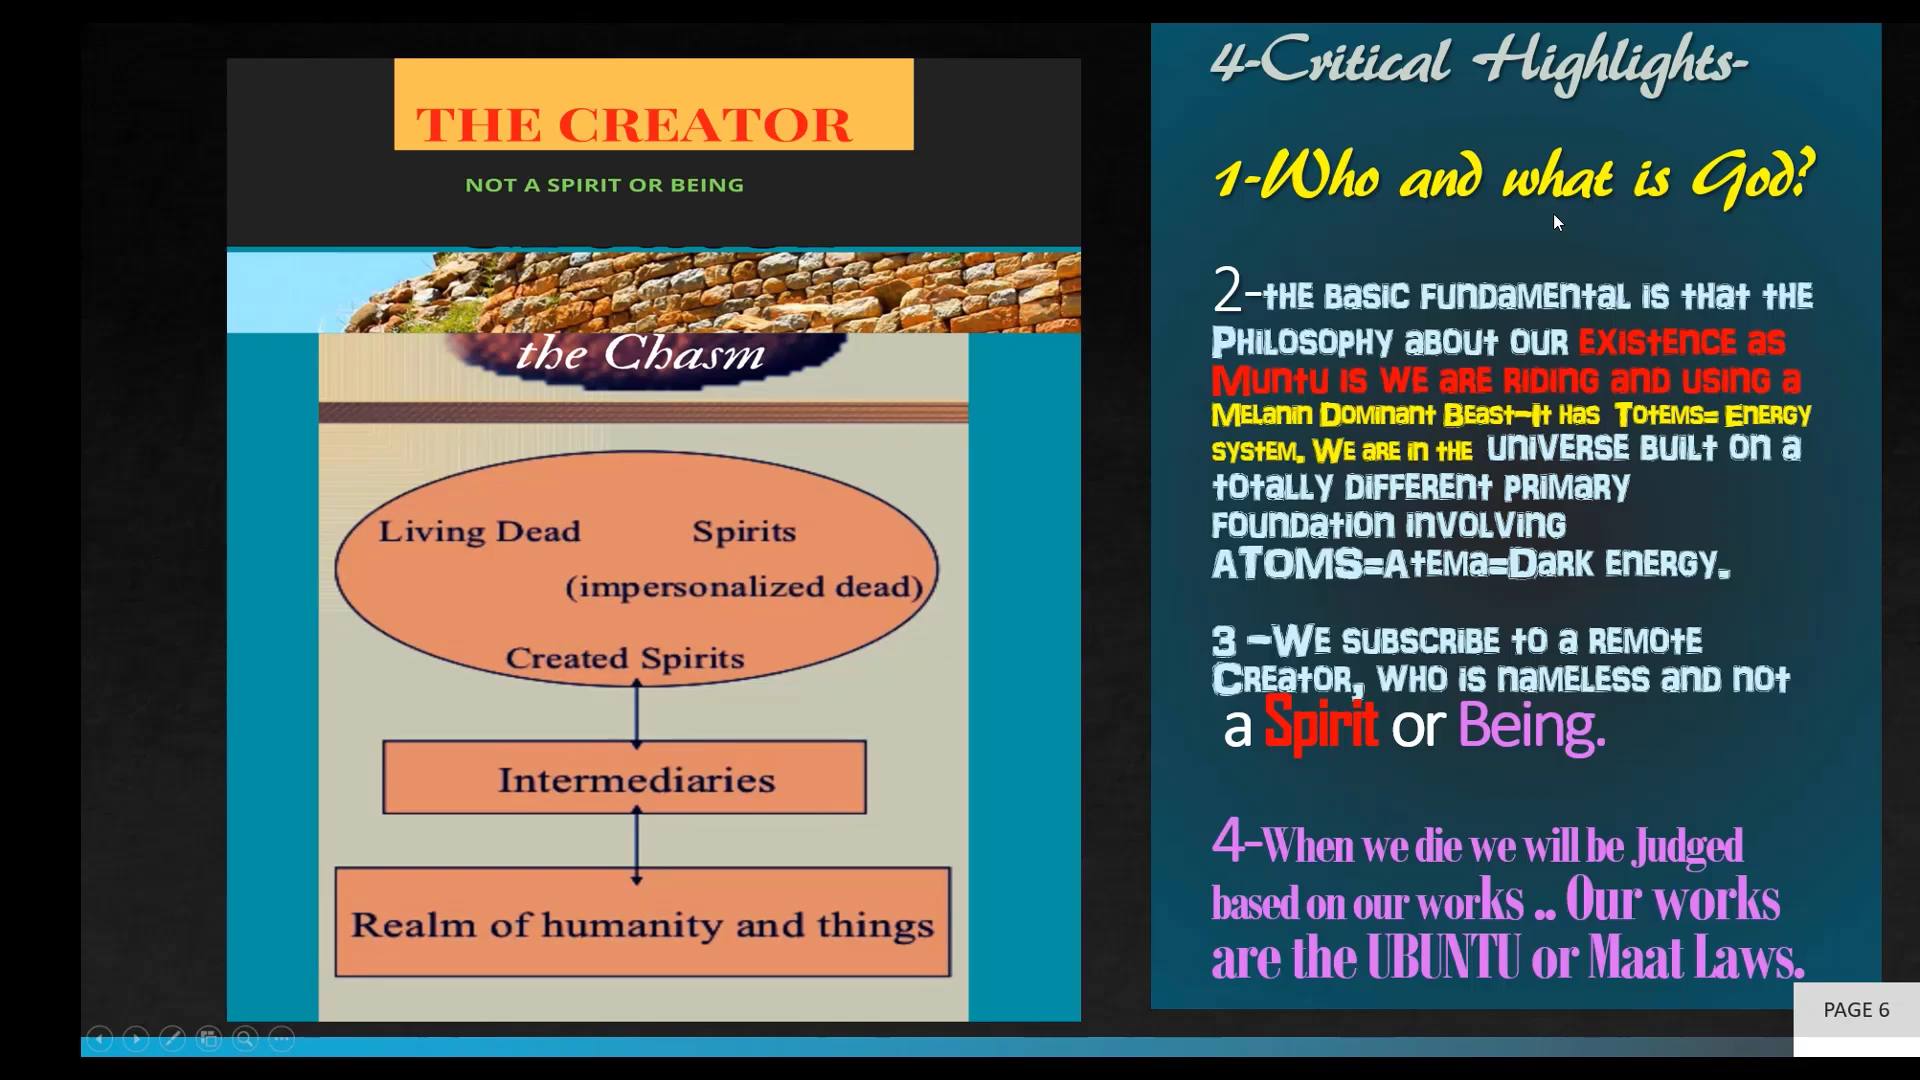 THE CREATOR
NOT A SPIRIT OR BEING
the Chasm
Living Dead Spirits
(impersonalized dead)
Created Spirits
Intermediaries
Realm of humanity and things
4-Critical Highlights-
1-Who and what is God?
2-the basic fundamental is that the
Philosophy about our existence as
Muntu is we are riding and using a
Melanin Dominant Beast-It has Totems= Energy
system. We are in the universe built on a
totally different primary
foundation involving
ATOMS=Atema=Dark energy.
3 -We subscribe to a remote
Creator, who is nameless and not
a Spirit or Being.
4-When we die we will be Judged
based on our works .. Our works
are the UBUNTU or Maat Laws.
PAGE 6